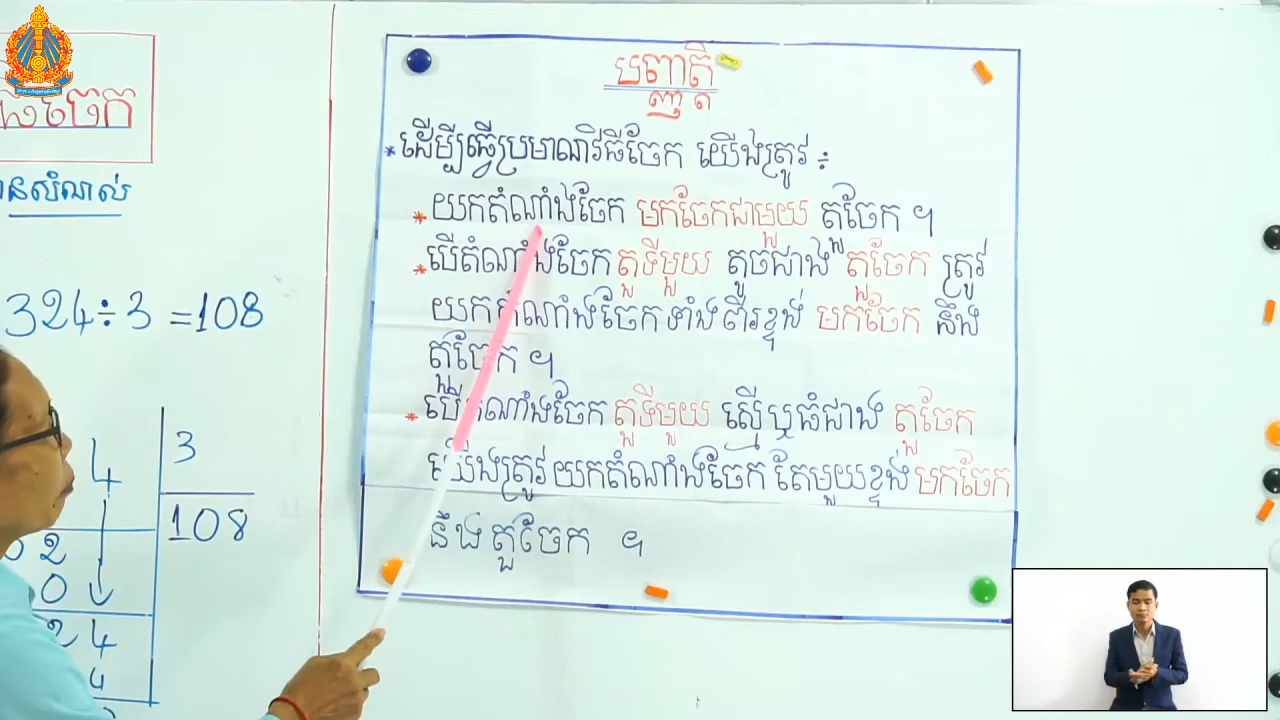 ចែក
ានសំណល់
324÷3 =108
4 3
108
0 2
0
24
4
បញ្ញតិ្ត
* ដើម្បីធ្វើប្រមាណវិធីចែក យើងត្រូវ ÷
* យកតំណាំងចែក មកចែកជាមួយ តួចែក ។
* បើតំណាំងចែក តួទីមួយ តូចជាង តួចែក ត្រូវ
យកតំណាំងចែក ទាំងពីរខ្ទង់ មកចែក នឹង
តួចែក ។
* បើតំណាំងចែក តួទីមួយ ស្មើ ឬ ធំជាង តួចែក
យើងត្រូវ យកតំណាំងចែក តែមួយខ្ទង់ មកចែក
នឹង តួចែក ។